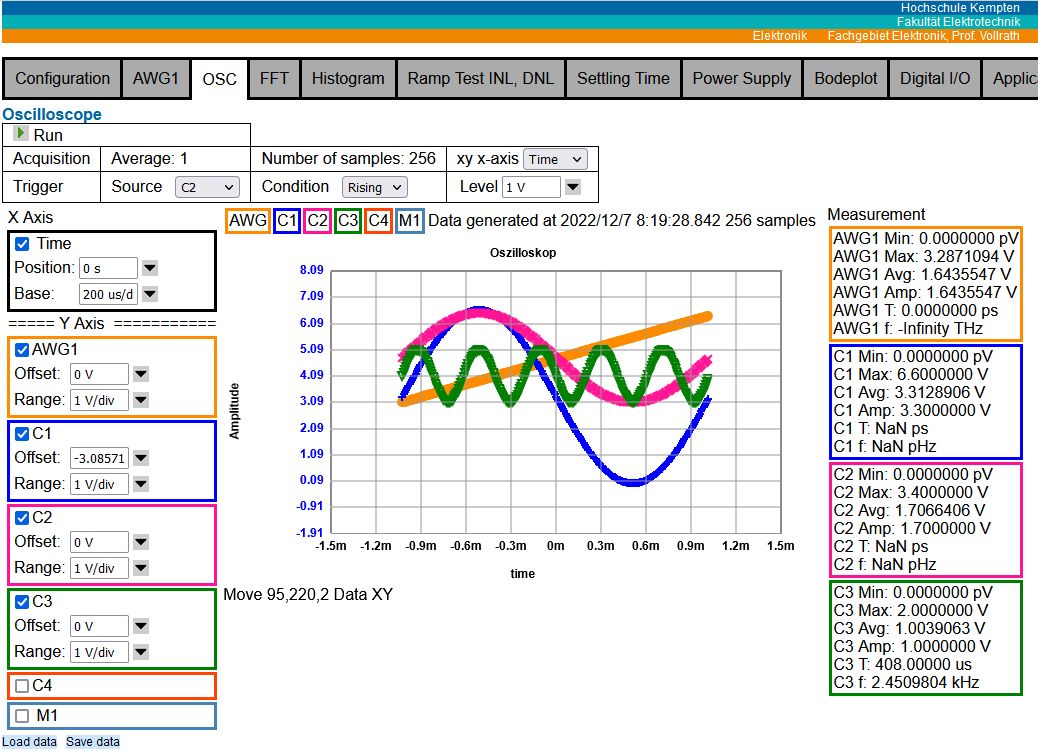 Hochschule Kempten
Fakultät Elektrotechnik
Elektronik Fachgebiet Elektronik, Prof. Vollrath
Configuration AWG1 OSC FFT Histogram Ramp Test INL, DNL Settling Time Power Supply Bodeplot Digital I/O Applica
Oscilloscope
Run
Acquisition Average: 1 Number of samples: 256 xy x-axis Time
Trigger Source C2 Condition Rising Level 1 V
X Axis
Time
Position: 0 s
Base: 200 us/d
===== Y Axis ===========
AWG1
Offset: 0 V
Range: 1 V/div
C1
Offset: -3.08571
Range: 1 V/div
C2
Offset: 0 V
Range: 1 V/div
C3
Offset: 0 V
Range: 1 V/div
C4
M1
Load data Save data
AWG C1 C2 C3 C4 M1 Data generated at 2022/12/7 8:19:28.842 256 samples
Oszilloskop
8.09
7.09
6.09
5.09
4.09
3.09
2.09
1.09
0.09
-0.91
-1.91
Amplitude
-1.5m -1.2m -0.9m -0.6m -0.3m 0m 0.3m 0.6m 0.9m 1.2m 1.5m
time
Move 95,220,2 Data XY
Measurement
AWG1 Min: 0.0000000 pV
AWG1 Max: 3.2871094 V
AWG1 Avg: 1.6435547 V
AWG1 Amp: 1.6435547 V
AWG1 T: 0.0000000 ps
AWG1 f: -Infinity THz
C1 Min: 0.0000000 pV
C1 Max: 6.6000000 V
C1 Avg: 3.3128906 V
C1 Amp: 3.3000000 V
C1 T: NaN ps
C1 f: NaN pHz
C2 Min: 0.0000000 pV
C2 Max: 3.4000000 V
C2 Avg: 1.7066406 V
C2 Amp: 1.7000000 V
C2 T: NaN ps
C2 f: NaN pHz
C3 Min: 0.0000000 pV
C3 Max: 2.0000000 V
C3 Avg: 1.0039063 V
C3 Amp: 1.0000000 V
C3 T: 408.00000 us
C3 f: 2.4509804 kHz